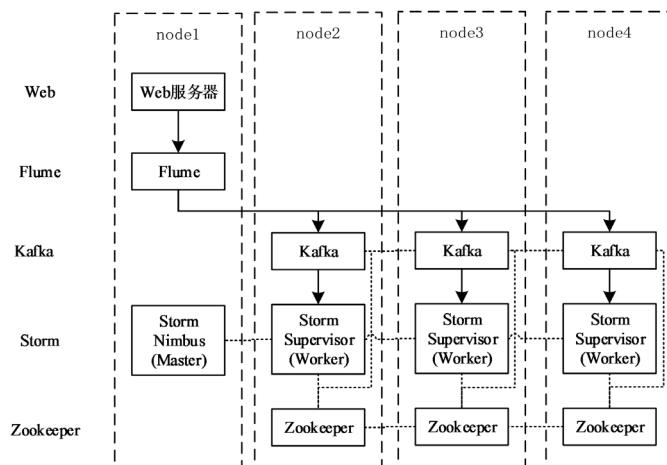 node1
node2
node3
node4
Web
Web服务器
Flume
Flume
Kafka
Kafka
Kafka
Kafka
Storm
Storm
Nimbus
(Master)
Storm
Supervisor
(Worker)
Storm
Supervisor
(Worker)
Storm
Supervisor
(Worker)
Zookeeper
Zookeeper
Zookeeper
Zookeeper